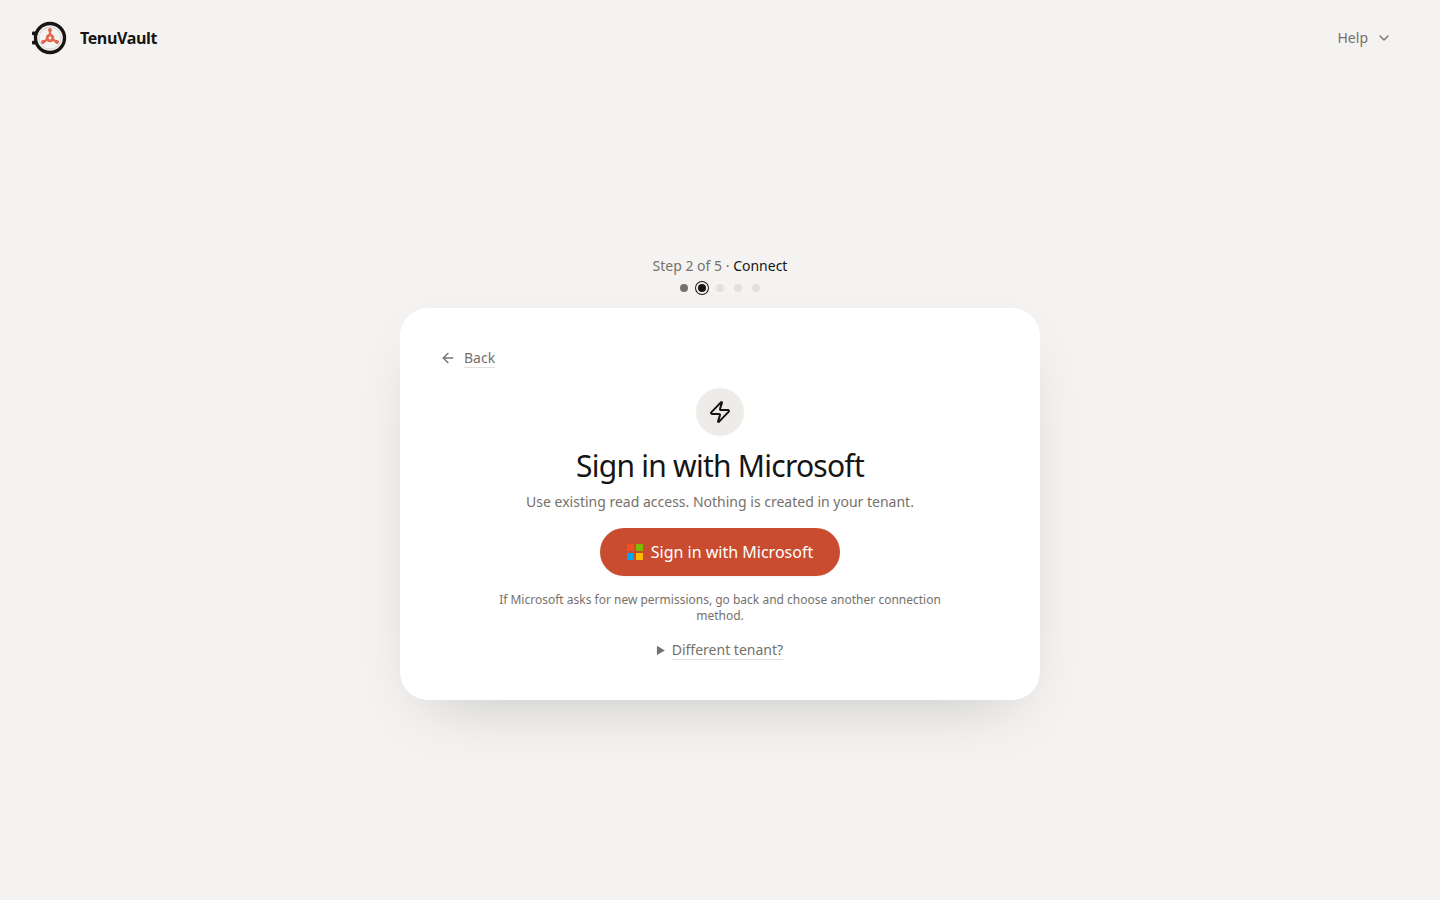 TenuVault
Help
Step 2 of 5 · Connect
Back
Sign in with Microsoft
Use existing read access. Nothing is created in your tenant.
Sign in with Microsoft
If Microsoft asks for new permissions, go back and choose another connection
method.
Different tenant?